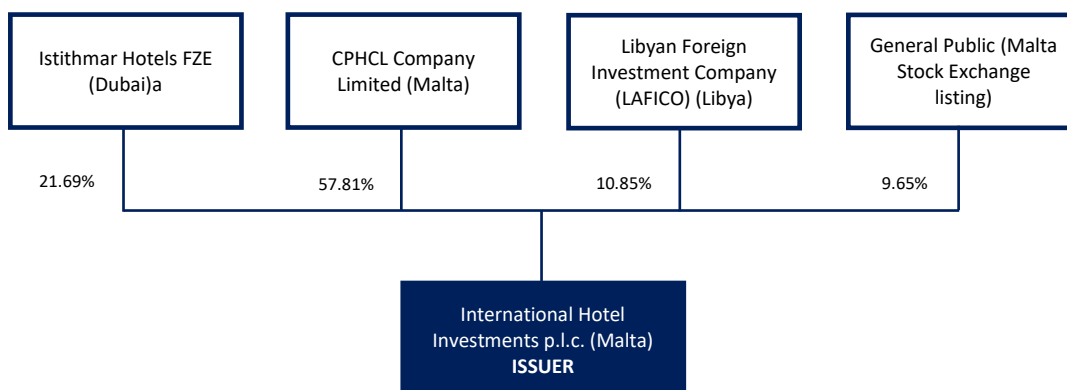 Istithmar Hotels FZE
(Dubai)a
CPHCL Company
Limited (Malta)
Libyan Foreign
Investment Company
(LAFICO) (Libya)
General Public (Malta
Stock Exchange
listing)
21.69%
57.81%
10.85%
9.65%
International Hotel
Investments p.l.c. (Malta)
ISSUER